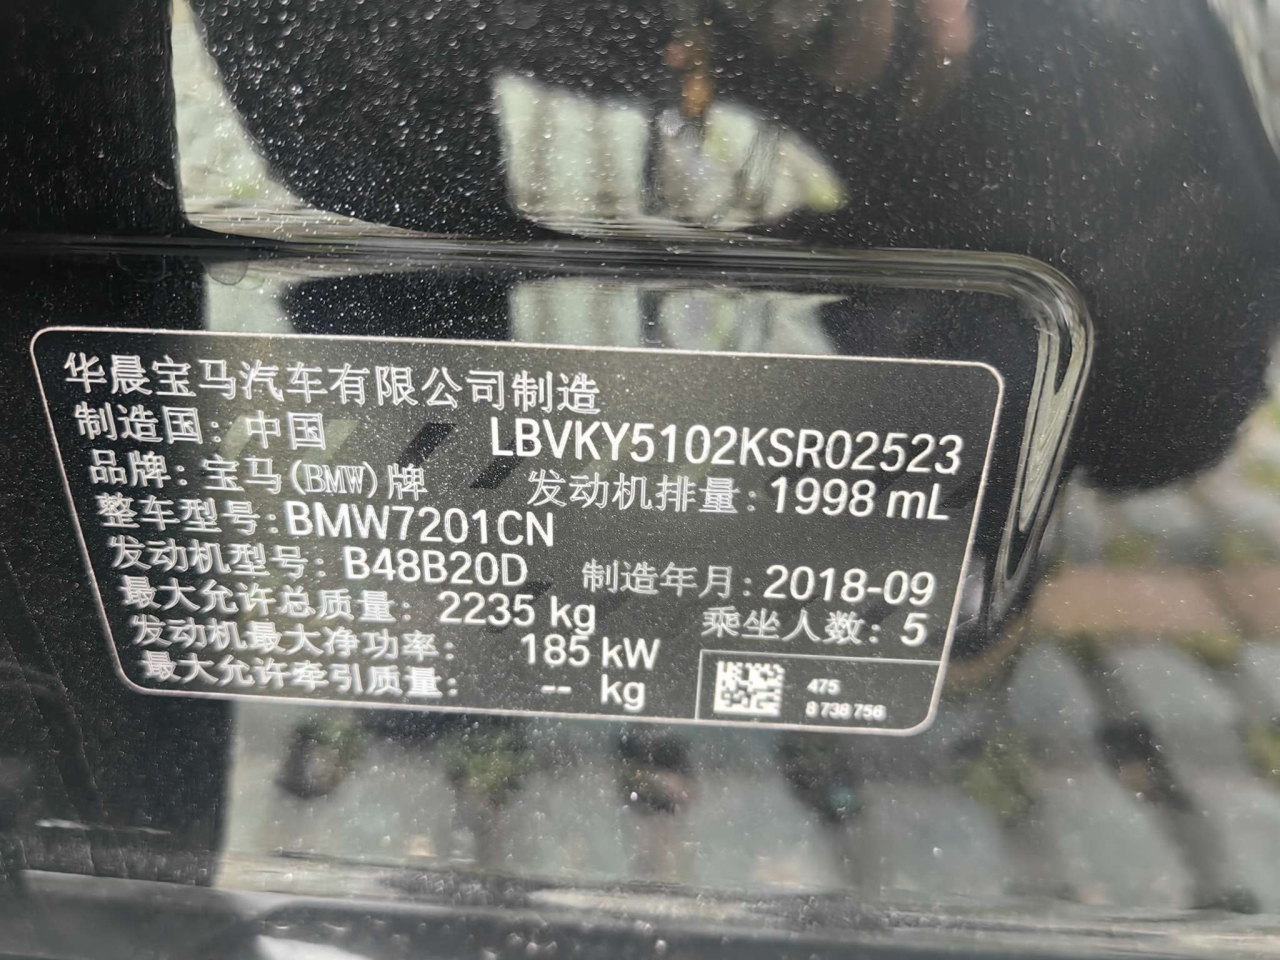 华晨宝马汽车有限公司制造
制造国: 中国 LBVKY5102KSR02523
品牌: 宝马(BMW)牌 发动机排量: 1998 mL
整车型号: BMW7201CN
发动机型号: B48B20D 制造年月: 2018-09
最大允许总质量: 2235 kg 乘坐人数: 5
发动机最大净功率: 185 kW
最大允许牵引质量: -- kg
475
8 738 756